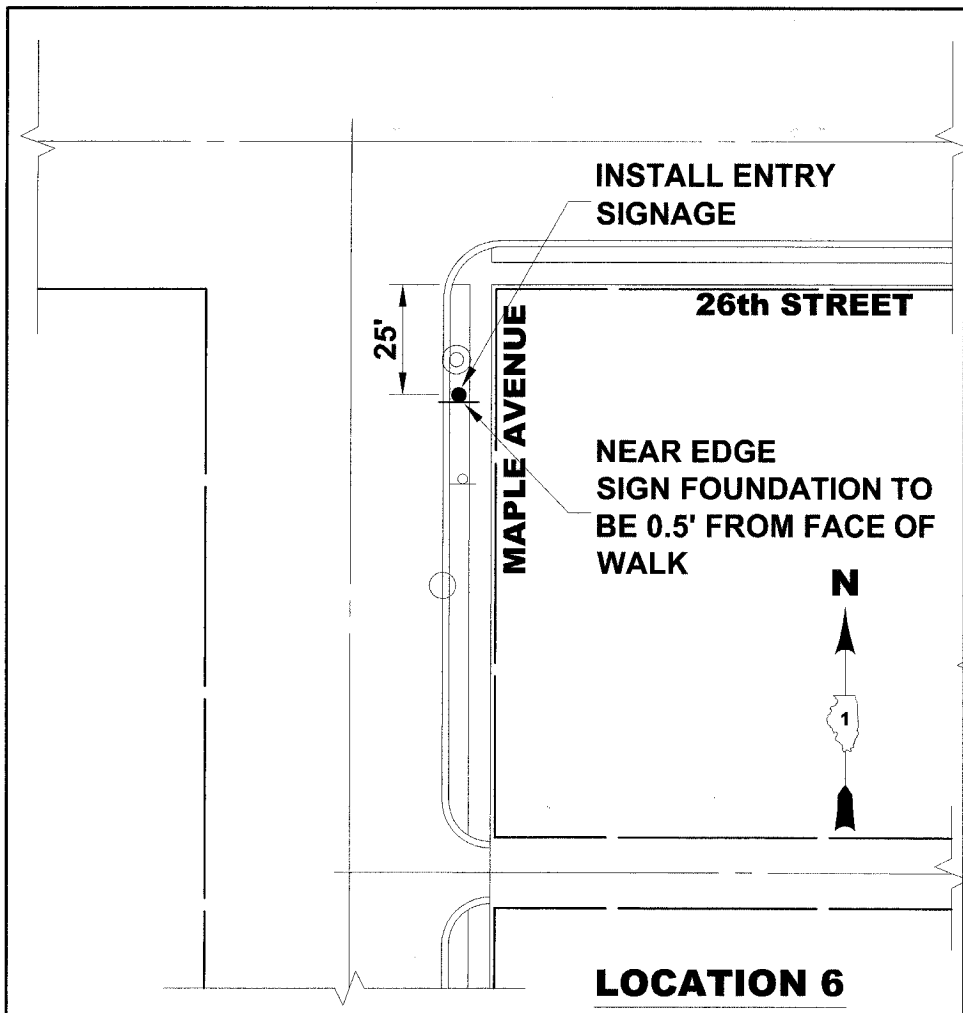 INSTALL ENTRY
SIGNAGE
26th STREET
25'
MAPLE AVENUE
NEAR EDGE
SIGN FOUNDATION TO
BE 0.5' FROM FACE OF
WALK
N
1
LOCATION 6